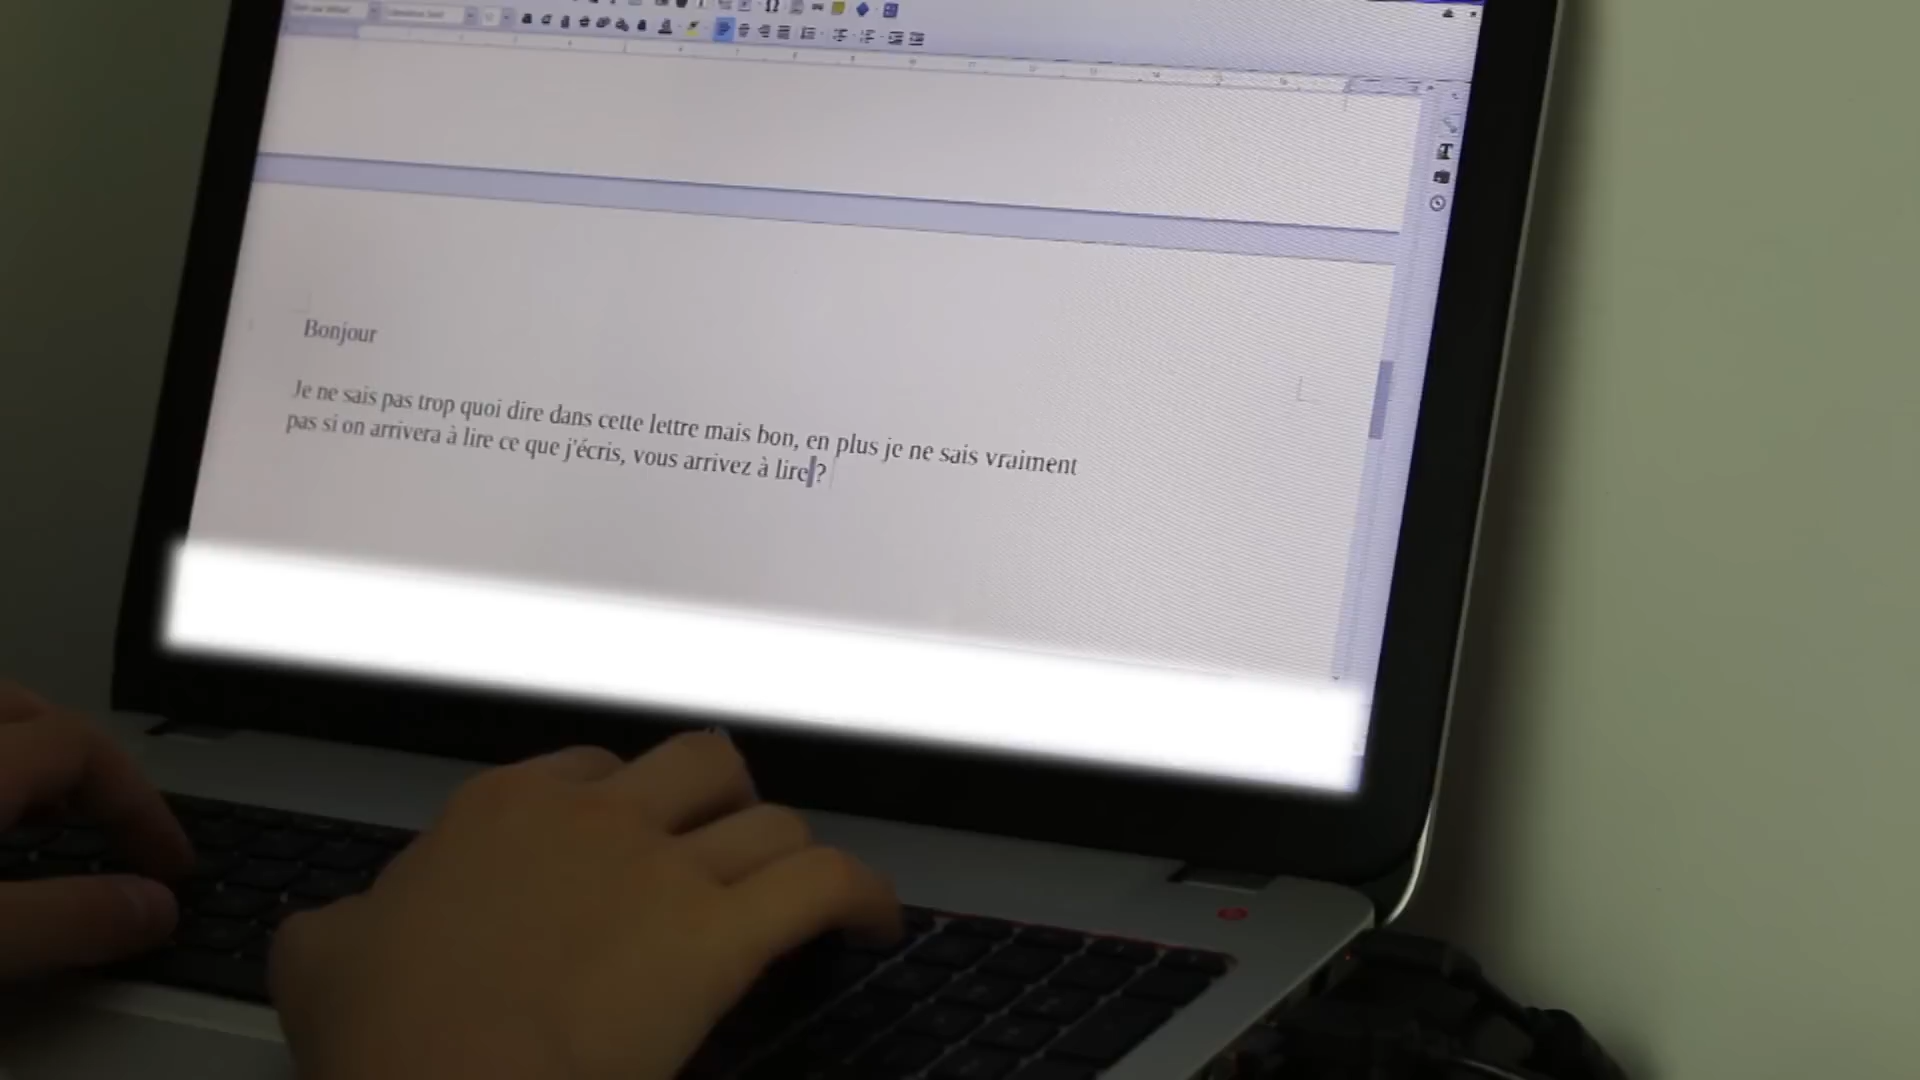 Bonjour
Je ne sais pas trop quoi dire dans cette lettre mais bon, en plus je ne sais vraiment
pas si on arrivera à lire ce que j'écris, vous arrivez à lire ?